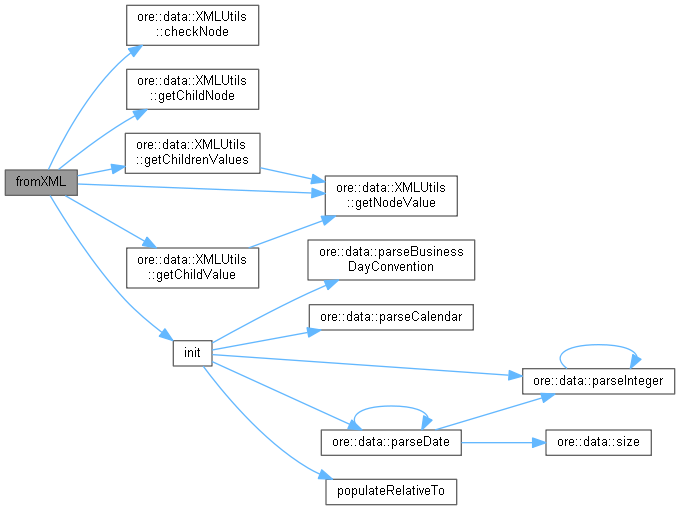 ore::data::XMLUtils
::checkNode
ore::data::XMLUtils
::getChildNode
ore::data::XMLUtils
::getChildrenValues
fromXML
ore::data::XMLUtils
::getNodeValue
ore::data::XMLUtils
::getChildValue
ore::data::parseBusiness
DayConvention
ore::data::parseCalendar
init
ore::data::parseInteger
ore::data::parseDate
ore::data::size
populateRelativeTo